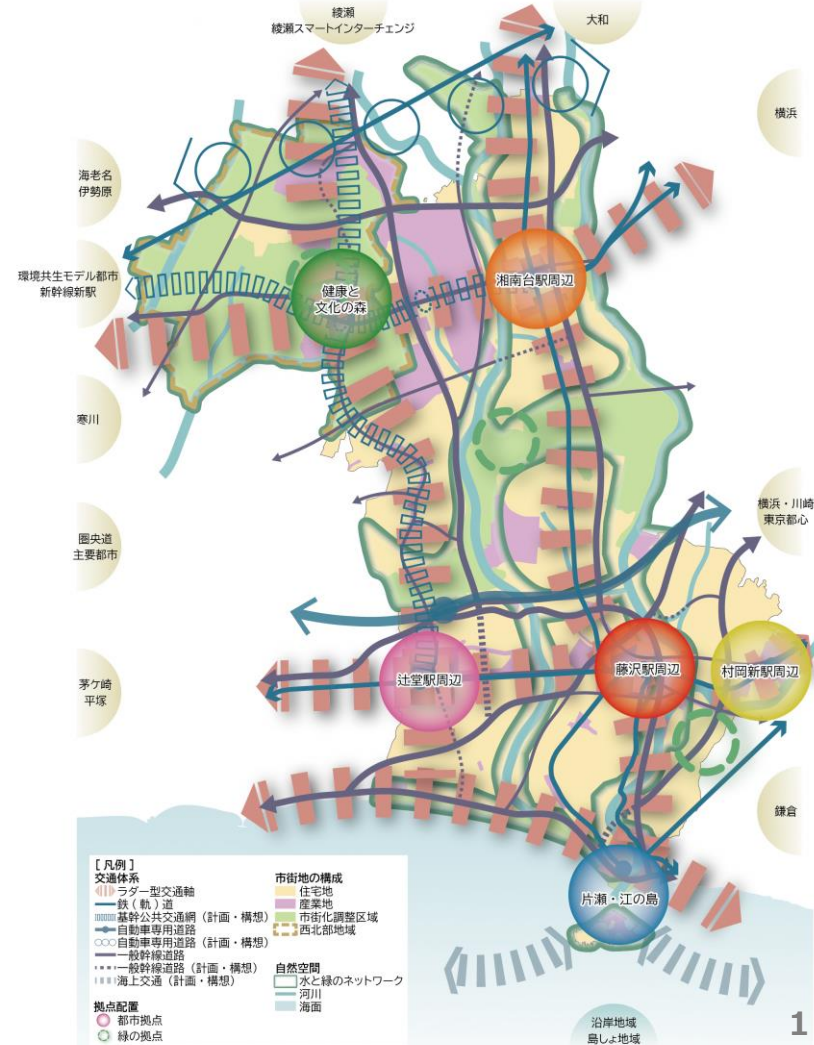 綾瀬
綾瀬スマートインターチェンジ
大和
横浜
海老名
伊勢原
環境共生モデル都市
新幹線新駅
健康と
文化の森
湘南台駅周辺
寒川
圏央道
主要都市
横浜・川崎
東京都心
茅ケ崎
平塚
辻堂駅周辺
藤沢駅周辺
村岡新駅周辺
鎌倉
片瀬・江の島
沿岸地域
島しょ地域
[ 凡例 ]
交通体系
ラダー型交通軸
鉄（軌）道
基幹公共交通網（計画・構想）
自動車専用道路
自動車専用道路（計画・構想）
一般幹線道路
一般幹線道路（計画・構想）
海上交通（計画・構想）
拠点配置
都市拠点
緑の拠点
市街地の構成
住宅地
産業地
市街化調整区域
西北部地域
自然空間
水と緑のネットワーク
河川
海面
1